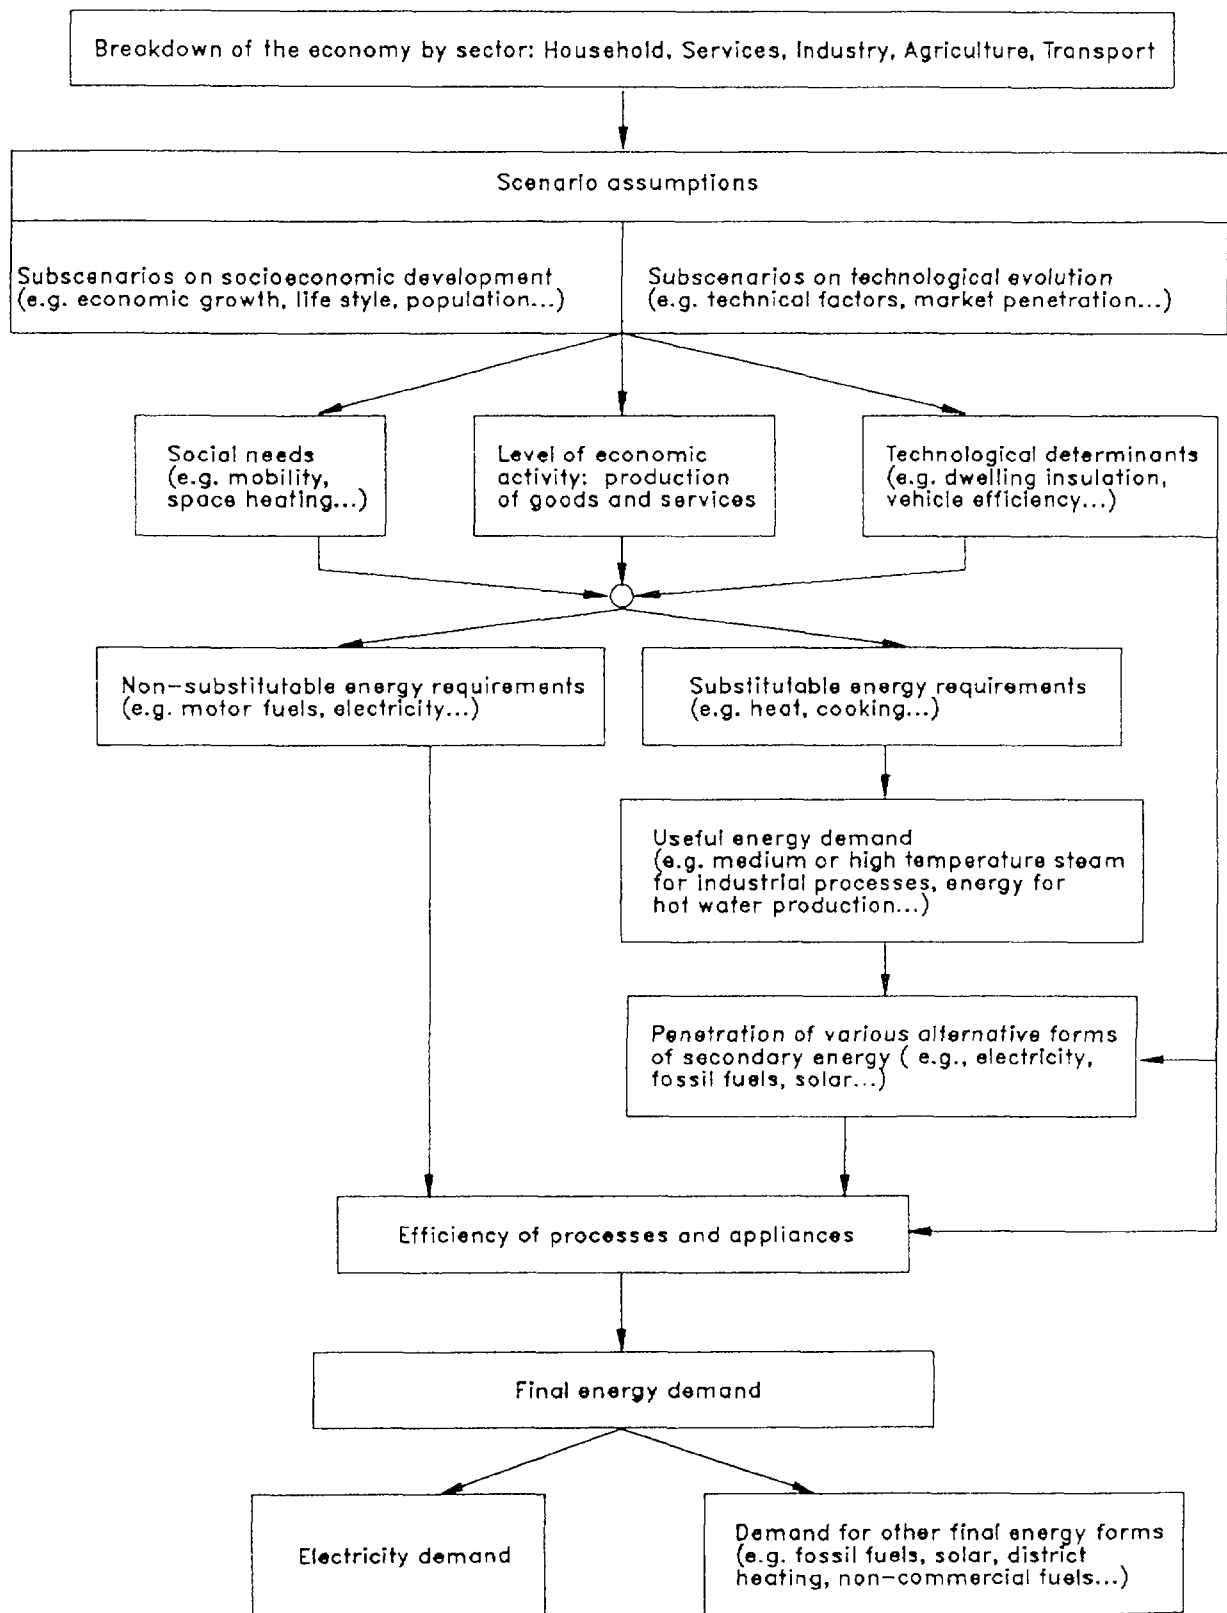 Breakdown of the economy by sector: Household, Services, Industry, Agriculture, Transport
Scenario assumptions
Subscenarios on socioeconomic development
(e.g. economic growth, life style, population...)
Subscenarios on technological evolution
(e.g. technical factors, market penetration...)
Social needs
(e.g. mobility,
space heating...)
Level of economic
activity: production
of goods and services
Technological determinants
(e.g. dwelling insulation,
vehicle efficiency...)
Non-substitutable energy requirements
(e.g. motor fuels, electricity...)
Substitutable energy requirements
(e.g. heat, cooking...)
Useful energy demand
(e.g. medium or high temperature steam
for industrial processes, energy for
hot water production...)
Penetration of various alternative forms
of secondary energy ( e.g., electricity,
fossil fuels, solar...)
Efficiency of processes and appliances
Final energy demand
Electricity demand
Demand for other final energy forms
(e.g. fossil fuels, solar, district
heating, non-commercial fuels...)